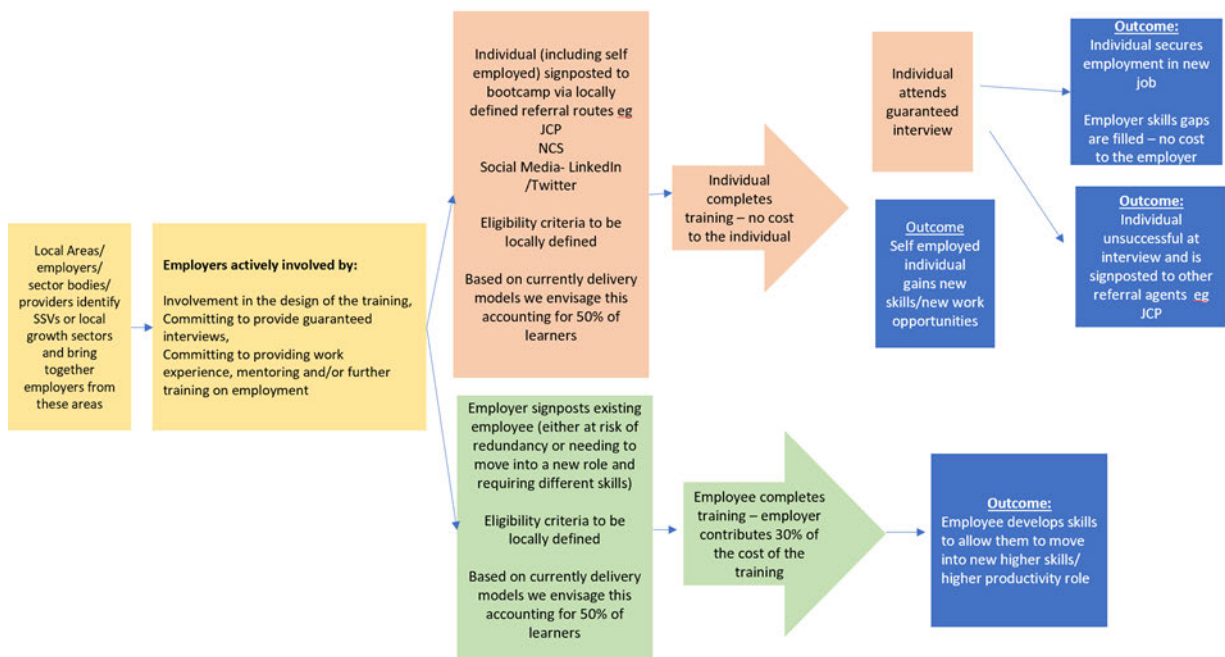 Local Areas/
employers/
sector bodies/
providers identify
SSVs or local
growth sectors
and bring
together
employers from
these areas
Employers actively involved by:
Involvement in the design of the training,
Committing to provide guaranteed
interviews,
Committing to providing work
experience, mentoring and/or further
training on employment
Individual (including self
employed) signposted to
bootcamp via locally
defined referral routes eg
JCP
NCS
Social Media- LinkedIn
/Twitter
Eligibility criteria to be
locally defined
Based on currently delivery
models we envisage this
accounting for 50% of
learners
Individual
completes
training – no cost
to the individual
Individual
attends
guaranteed
interview
Outcome
Self employed
individual
gains new
skills/new work
opportunities
Outcome:
Individual secures
employment in new
job
Employer skills gaps
are filled – no cost
to the employer
Outcome:
Individual
unsuccessful at
interview and is
signposted to other
referral agents eg
JCP
Employer signposts existing
employee (either at risk of
redundancy or needing to
move into a new role and
requiring different skills)
Eligibility criteria to be
locally defined
Based on currently delivery
models we envisage this
accounting for 50% of
learners
Employee completes
training – employer
contributes 30% of
the cost of the
training
Outcome:
Employee develops skills
to allow them to move
into new higher skills/
higher productivity role